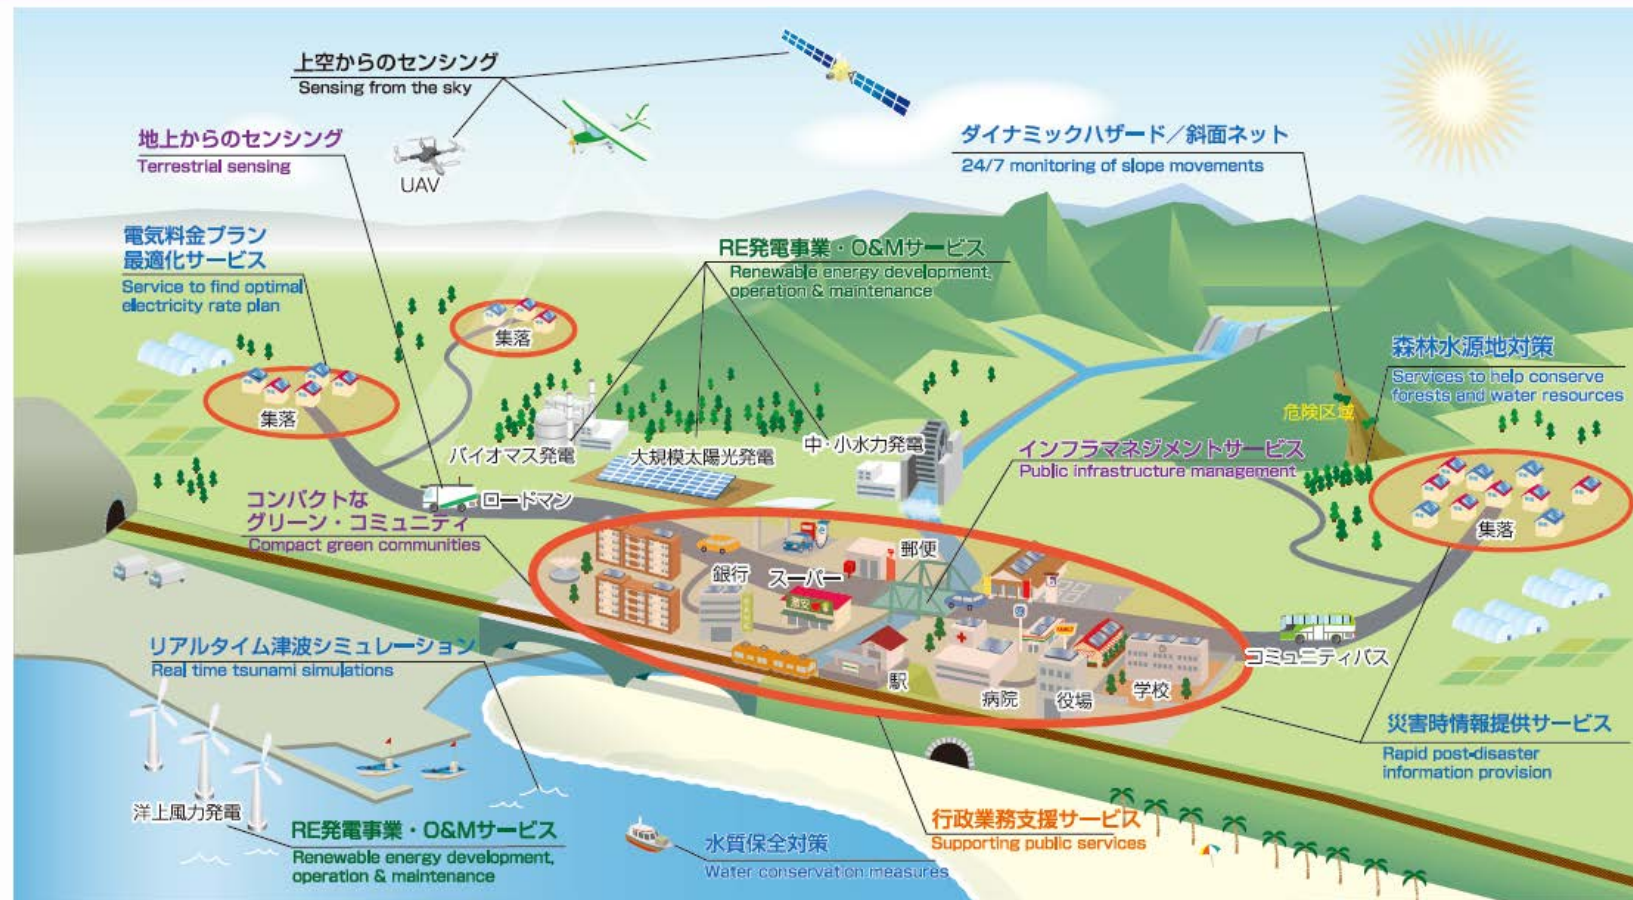 上空からのセンシング
Sensing from the sky
地上からのセンシング
Terrestrial sensing
UAV
ダイナミックハザード／斜面ネット
24/7 monitoring of slope movements
電気料金プラン
最適化サービス
Service to find optimal
electricity rate plan
RE発電事業・O&Mサービス
Renewable energy development,
operation & maintenance
集落
集落
森林水源地対策
Services to help conserve
forests and water resources
危険区域
バイオマス発電
大規模太陽光発電
中・小水力発電
インフラマネジメントサービス
Public infrastructure management
ロードマン
コンパクトな
グリーン・コミュニティ
Compact green communities
集落
郵便
銀行
スーパー
激安
リアルタイム津波シミュレーション
Real time tsunami simulations
コミュニティバス
駅
病院
役場
学校
災害時情報提供サービス
Rapid post-disaster
information provision
洋上風力発電
RE発電事業・O&Mサービス
Renewable energy development,
operation & maintenance
水質保全対策
Water conservation measures
行政業務支援サービス
Supporting public services